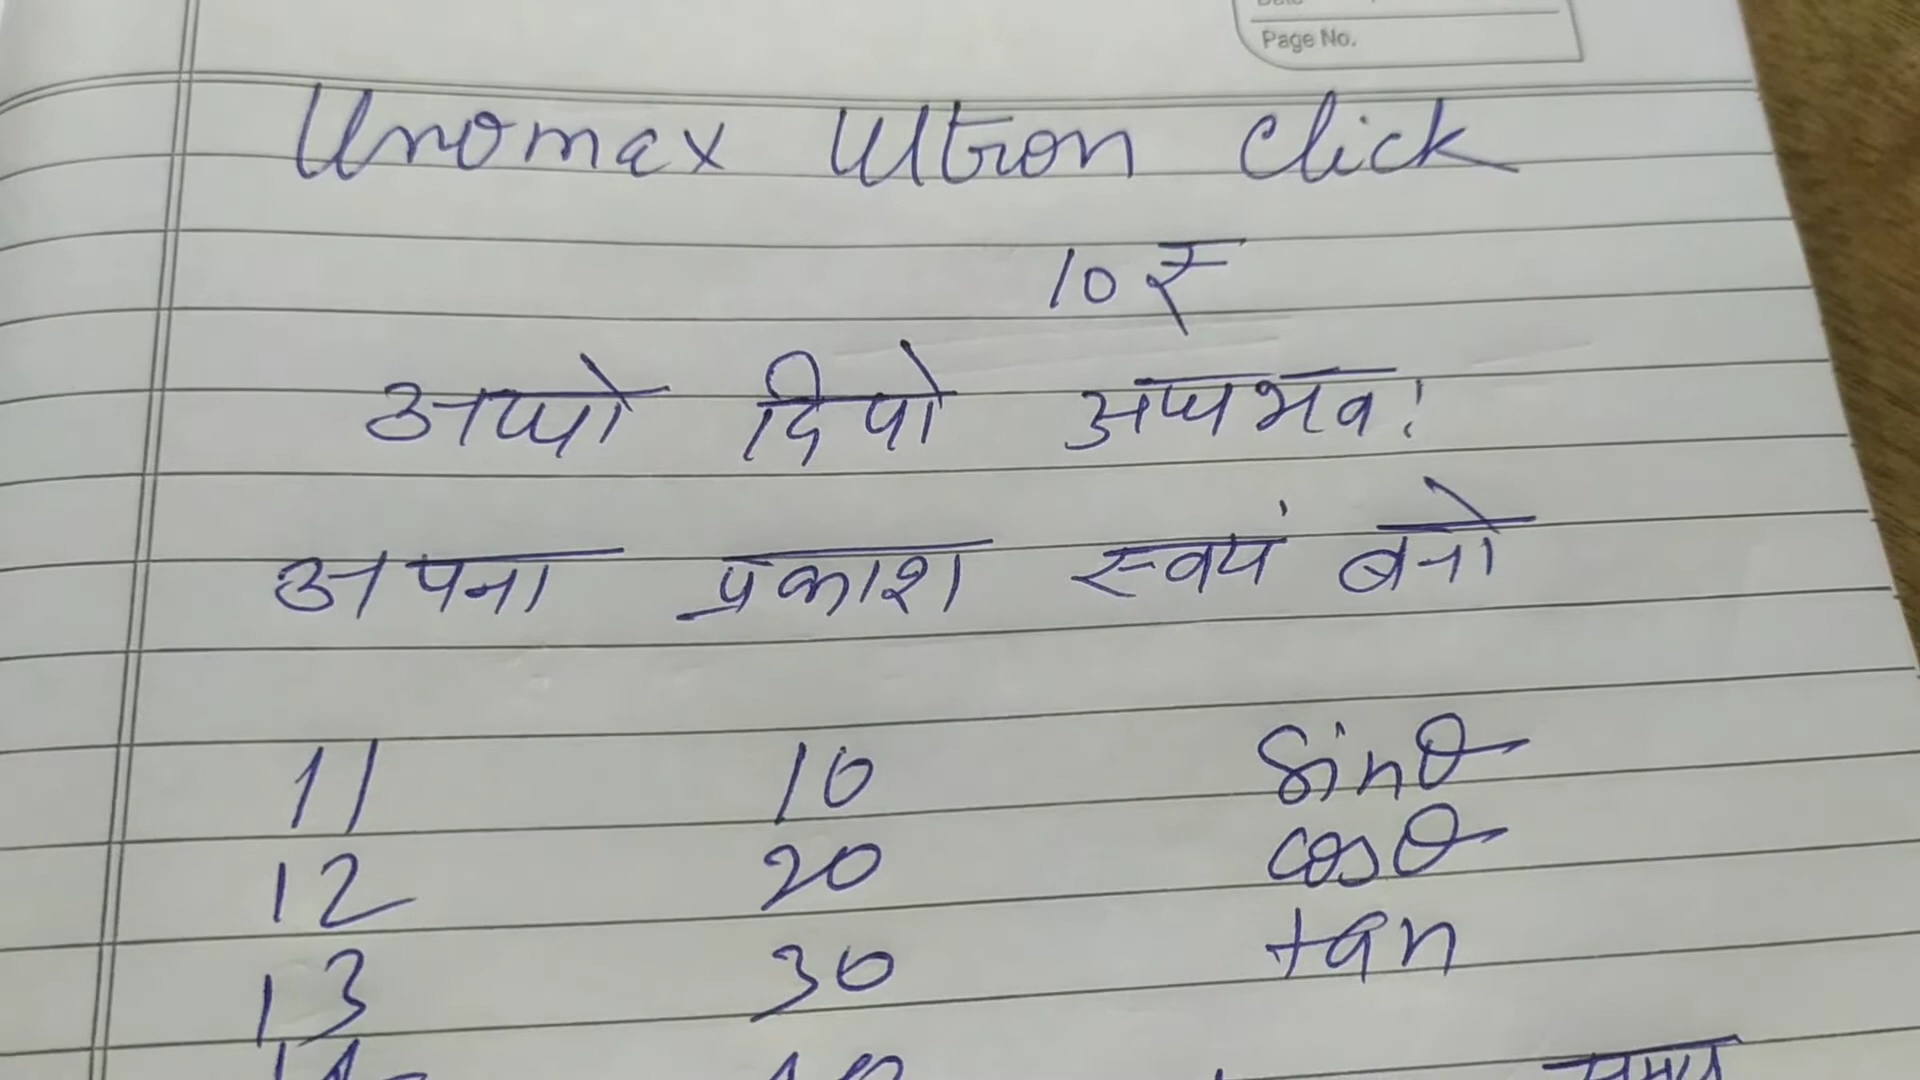 Page No.
Unomax Ultron Click
10 ₹
अप्पो दिपो अप्पभव!
अपना प्रकाश स्वयं बनो
11 10 Sinθ
12 20 cosθ
13 30 tan